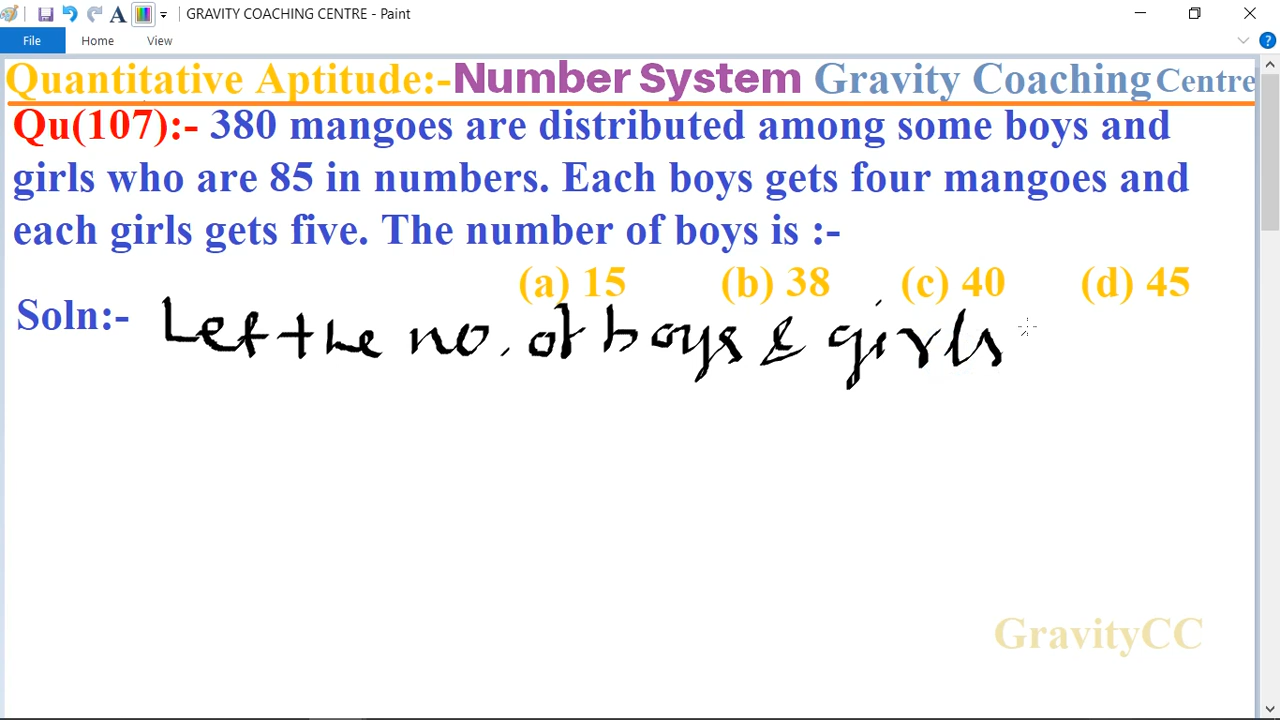 GRAVITY COACHING CENTRE - Paint
File Home View
Quantitative Aptitude:-Number System Gravity Coaching Centre
Qu(107):- 380 mangoes are distributed among some boys and
girls who are 85 in numbers. Each boys gets four mangoes and
each girls gets five. The number of boys is :-
(a) 15 (b) 38 (c) 40 (d) 45
Soln:- Let the no. of boys & girls
GravityCC